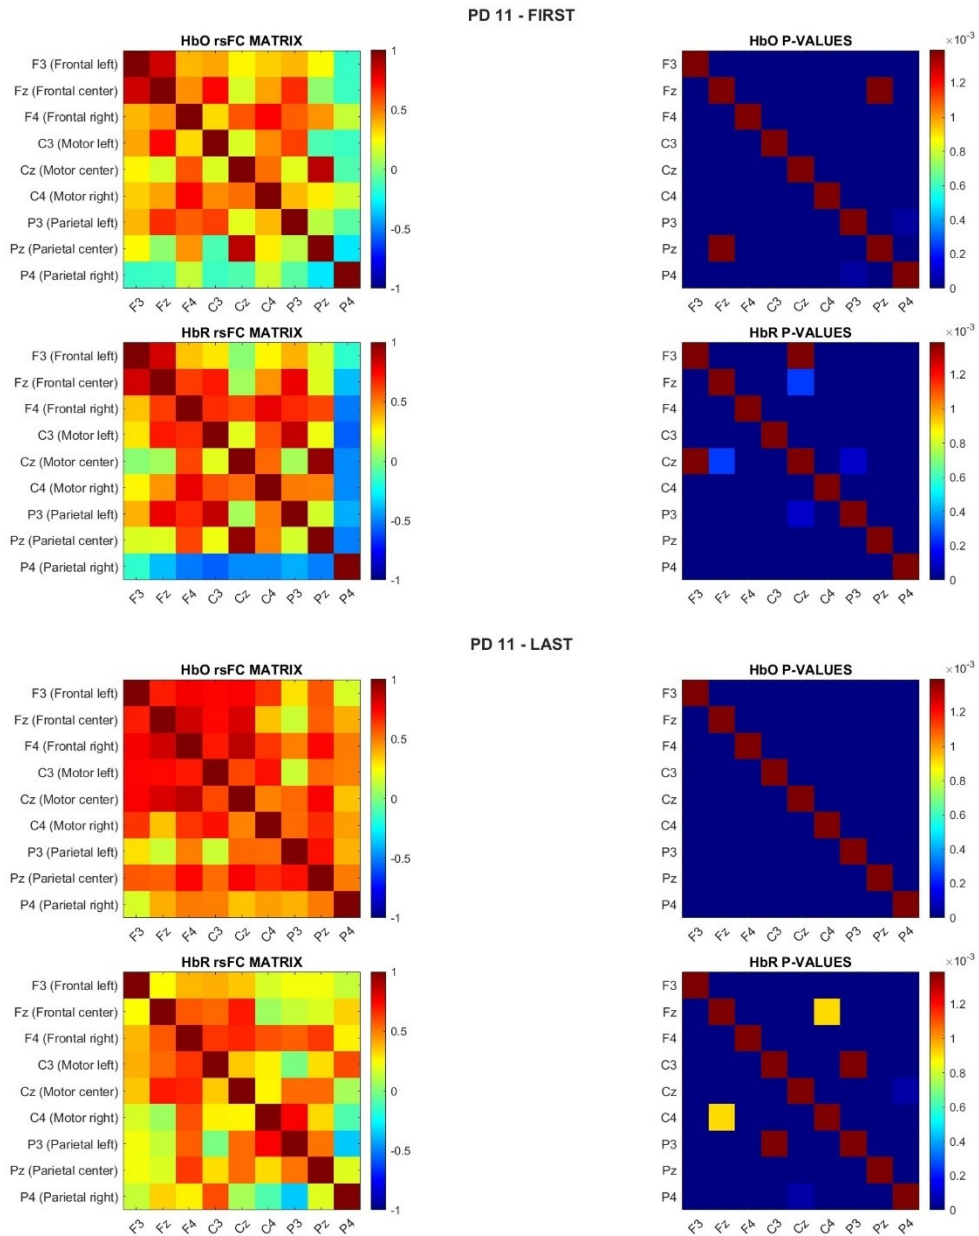 PD 11 - FIRST
HbO rsFC MATRIX
F3 (Frontal left)
Fz (Frontal center)
F4 (Frontal right)
C3 (Motor left)
Cz (Motor center)
C4 (Motor right)
P3 (Parietal left)
Pz (Parietal center)
P4 (Parietal right)
F3 Fz F4 C3 Cz C4 P3 Pz P4
1
0.5
0
-0.5
-1
HbO P-VALUES
×10⁻³
F3
Fz
F4
C3
Cz
C4
P3
Pz
P4
F3 Fz F4 C3 Cz C4 P3 Pz P4
1.2
1
0.8
0.6
0.4
0.2
0
HbR rsFC MATRIX
F3 (Frontal left)
Fz (Frontal center)
F4 (Frontal right)
C3 (Motor left)
Cz (Motor center)
C4 (Motor right)
P3 (Parietal left)
Pz (Parietal center)
P4 (Parietal right)
F3 Fz F4 C3 Cz C4 P3 Pz P4
1
0.5
0
-0.5
-1
HbR P-VALUES
×10⁻³
F3
Fz
F4
C3
Cz
C4
P3
Pz
P4
F3 Fz F4 C3 Cz C4 P3 Pz P4
1.2
1
0.8
0.6
0.4
0.2
0
PD 11 - LAST
HbO rsFC MATRIX
F3 (Frontal left)
Fz (Frontal center)
F4 (Frontal right)
C3 (Motor left)
Cz (Motor center)
C4 (Motor right)
P3 (Parietal left)
Pz (Parietal center)
P4 (Parietal right)
F3 Fz F4 C3 Cz C4 P3 Pz P4
1
0.5
0
-0.5
-1
HbO P-VALUES
×10⁻³
F3
Fz
F4
C3
Cz
C4
P3
Pz
P4
F3 Fz F4 C3 Cz C4 P3 Pz P4
1.2
1
0.8
0.6
0.4
0.2
0
HbR rsFC MATRIX
F3 (Frontal left)
Fz (Frontal center)
F4 (Frontal right)
C3 (Motor left)
Cz (Motor center)
C4 (Motor right)
P3 (Parietal left)
Pz (Parietal center)
P4 (Parietal right)
F3 Fz F4 C3 Cz C4 P3 Pz P4
1
0.5
0
-0.5
-1
HbR P-VALUES
×10⁻³
F3
Fz
F4
C3
Cz
C4
P3
Pz
P4
F3 Fz F4 C3 Cz C4 P3 Pz P4
1.2
1
0.8
0.6
0.4
0.2
0